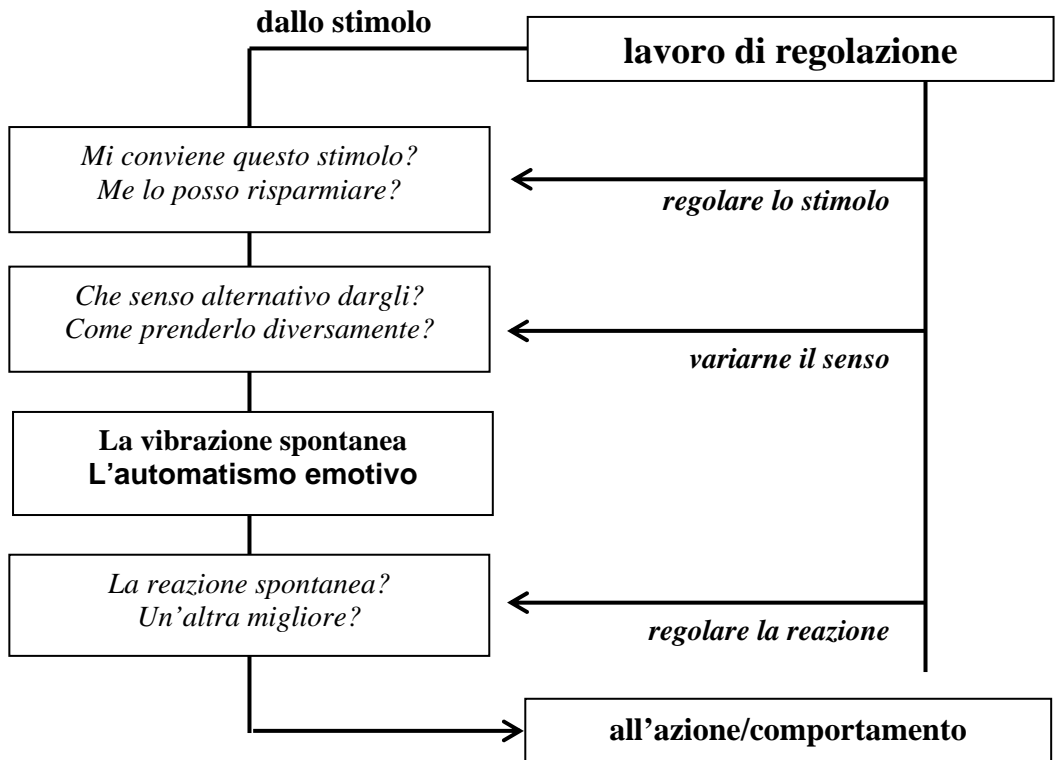 dallo stimolo
lavoro di regolazione
Mi conviene questo stimolo?
Me lo posso risparmiare?
regolare lo stimolo
Che senso alternativo dargli?
Come prenderlo diversamente?
variarne il senso
La vibrazione spontanea
L’automatismo emotivo
La reazione spontanea?
Un’altra migliore?
regolare la reazione
all’azione/comportamento